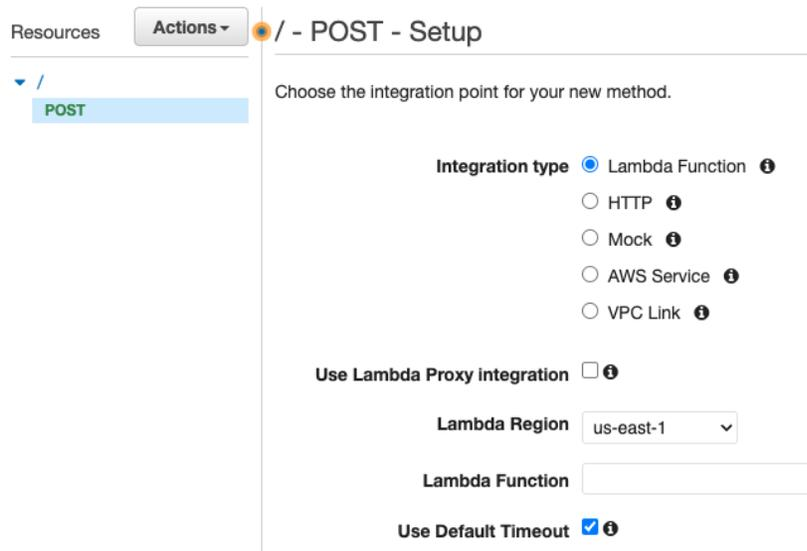 Resources
Actions
/ - POST - Setup
/
POST
Choose the integration point for your new method.
Integration type
Lambda Function
HTTP
Mock
AWS Service
VPC Link
Use Lambda Proxy integration
Lambda Region
us-east-1
Lambda Function
Use Default Timeout